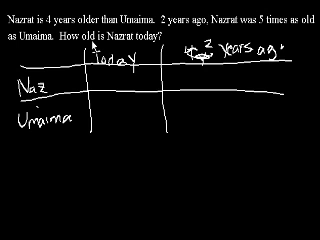 Nazrat is 4 years older than Umaima.  2 years ago, Nazrat was 5 times as old
as Umaima.  How old is Nazrat today?
Today 2 years ago
Naz
Umaima